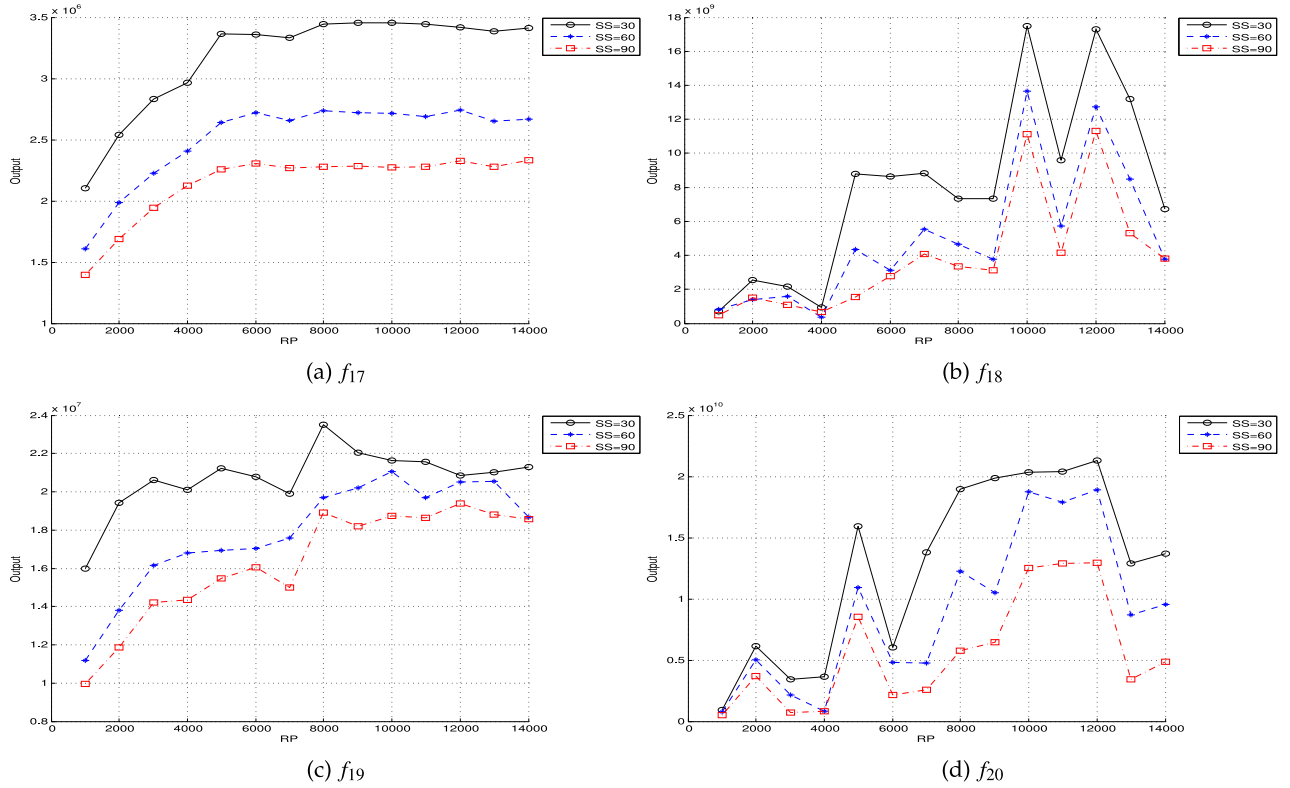 x 10^6
3.5
3
2.5
2
1.5
1
Output
0 2000 4000 6000 8000 10000 12000 14000
RP
SS=30
SS=60
SS=90
(a) f17
x 10^9
18
16
14
12
10
8
6
4
2
0
Output
0 2000 4000 6000 8000 10000 12000 14000
RP
SS=30
SS=60
SS=90
(b) f18
x 10^7
2.4
2.2
2
1.8
1.6
1.4
1.2
1
0.8
Output
0 2000 4000 6000 8000 10000 12000 14000
RP
SS=30
SS=60
SS=90
(c) f19
x 10^10
2.5
2
1.5
1
0.5
0
Output
0 2000 4000 6000 8000 10000 12000 14000
RP
SS=30
SS=60
SS=90
(d) f20